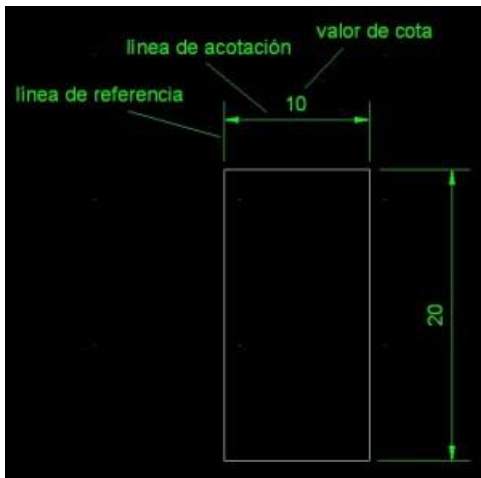 valor de cota
línea de acotación
línea de referencia
10
20